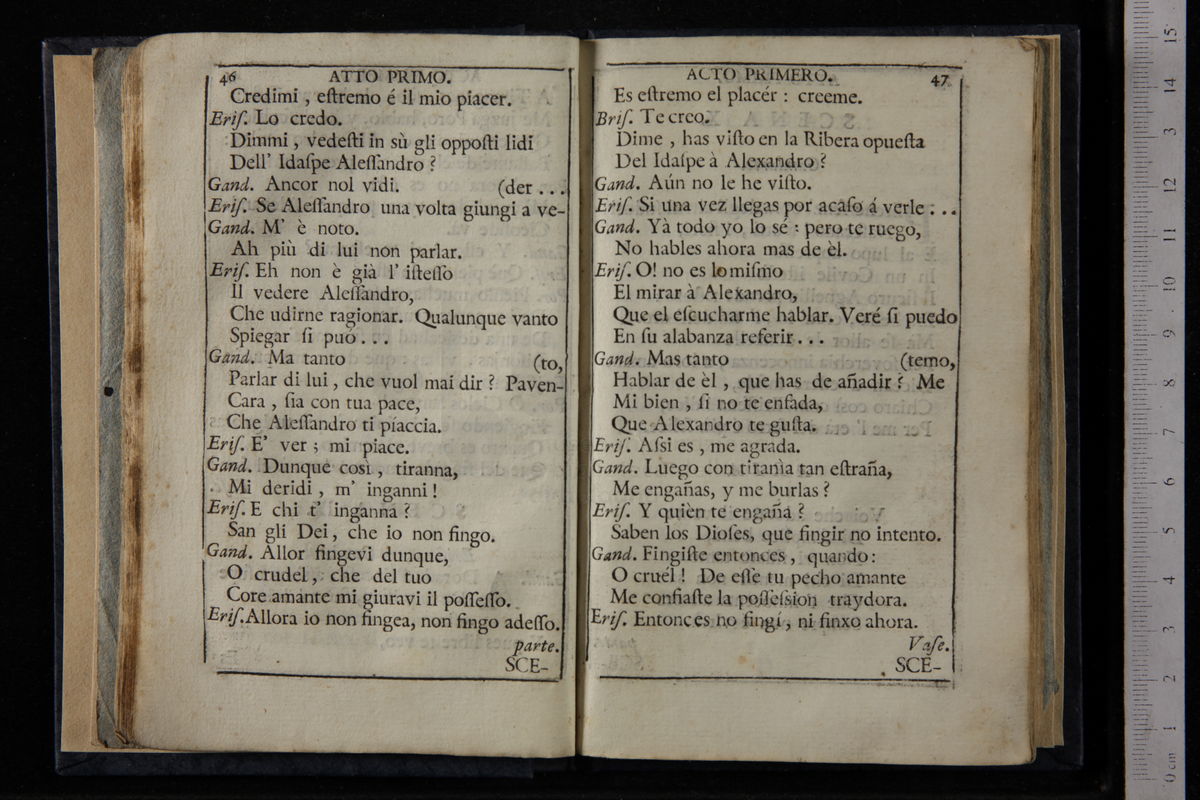 46 ATTO PRIMO.
Credimi, eſtremo é il mio piacer.
Eriſ. Lo credo.
Dimmi, vedeſti in sù gli oppoſti lidi
Dell' Idaſpe Aleſſandro?
Gand. Ancor nol vidi. (der...
Eriſ. Se Aleſſandro una volta giungi a ve-
Gand. M' è noto.
Ah più di lui non parlar.
Eriſ. Eh non è già l' iſteſſo
Il vedere Aleſſandro,
Che udirne ragionar. Qualunque vanto
Spiegar ſi può...
Gand. Ma tanto (to,
Parlar di lui, che vuol mai dir? Paven-
Cara, ſia con tua pace,
Che Aleſſandro ti piaccia.
Eriſ. E' ver; mi piace.
Gand. Dunque così, tiranna,
Mi deridi, m' inganni!
Eriſ. E chi t' inganna?
San gli Dei, che io non fingo.
Gand. Allor fingevi dunque,
O crudel, che del tuo
Core amante mi giuravi il poſſeſſo.
Eriſ. Allora io non fingea, non fingo adeſſo.
parte.
SCE-
ACTO PRIMERO. 47
Es eſtremo el placér: creeme.
Briſ. Te creo.
Dime, has viſto en la Ribera opueſta
Del Idaſpe à Alexandro?
Gand. Aún no le he viſto.
Eriſ. Si una vez llegas por acaſo á verle...
Gand. Yà todo yo lo sé: pero te ruego,
No hables ahora mas de èl.
Eriſ. O! no es lo miſmo
El mirar à Alexandro,
Que el eſcucharme hablar. Veré ſi puedo
En ſu alabanza referir...
Gand. Mas tanto (temo,
Hablar de èl, que has de añadir? Me
Mi bien, ſi no te enfada,
Que Alexandro te guſta.
Eriſ. Aſsi es, me agrada.
Gand. Luego con tiranìa tan eſtraña,
Me engañas, y me burlas?
Eriſ. Y quièn te engaña?
Saben los Dioſes, que fingir no intento.
Gand. Fingiſte entonces, quando:
O cruél! De eſſe tu pecho amante
Me confiaſte la poſſeſsion traydora.
Eriſ. Entonces no fingí, ni finxo ahora.
Vaſe.
SCE-